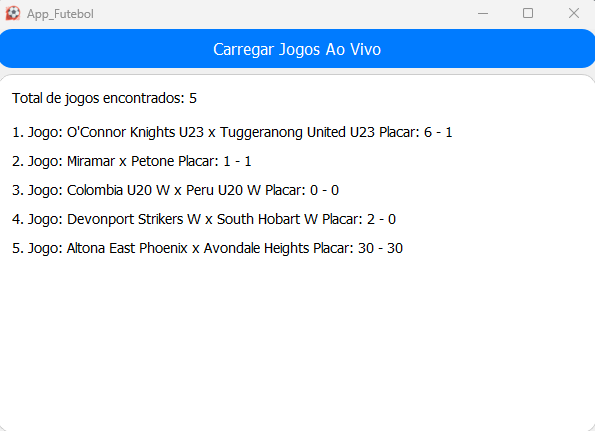 App_Futebol
Carregar Jogos Ao Vivo
Total de jogos encontrados: 5
1. Jogo: O'Connor Knights U23 x Tuggeranong United U23 Placar: 6 - 1
2. Jogo: Miramar x Petone Placar: 1 - 1
3. Jogo: Colombia U20 W x Peru U20 W Placar: 0 - 0
4. Jogo: Devonport Strikers W x South Hobart W Placar: 2 - 0
5. Jogo: Altona East Phoenix x Avondale Heights Placar: 30 - 30